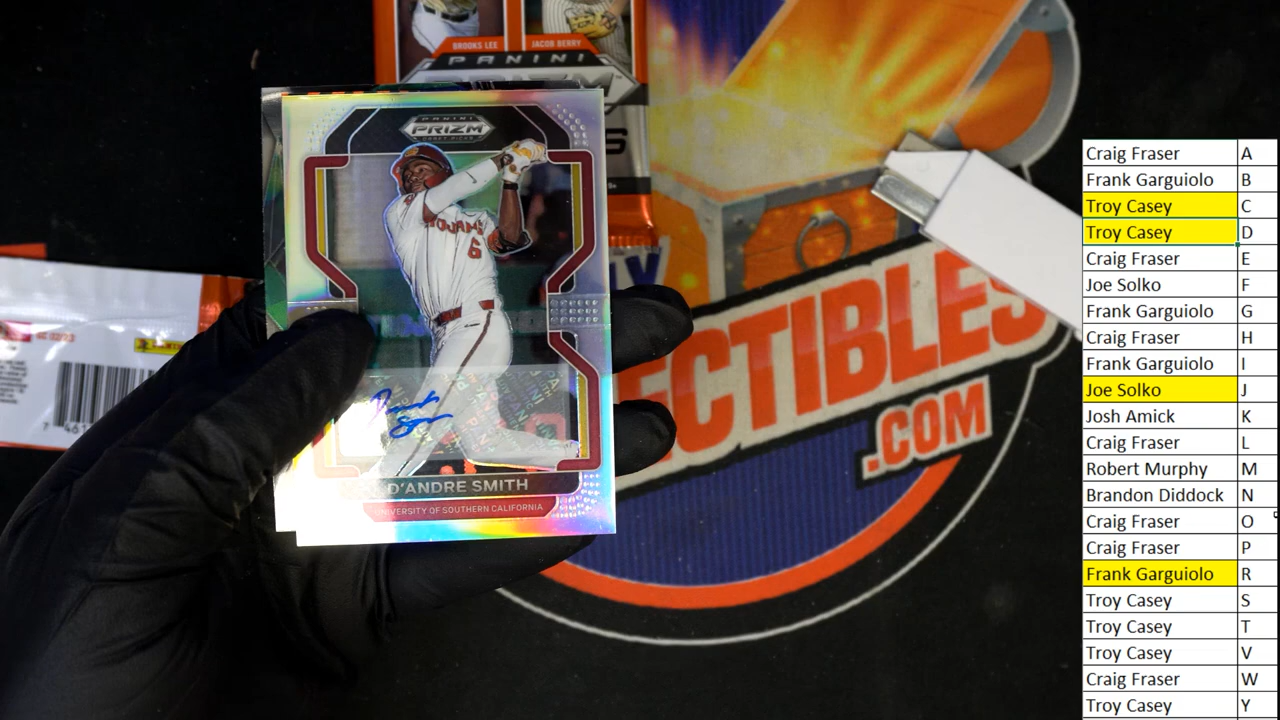 BROOKS LEE
JACOB BERRY
PANINI
PANINI
PRIZM
TROJANS
6
D'ANDRE SMITH
UNIVERSITY OF SOUTHERN CALIFORNIA
ECTIBLES
.COM
Craig Fraser A
Frank Garguiolo B
Troy Casey C
Troy Casey D
Craig Fraser E
Joe Solko F
Frank Garguiolo G
Craig Fraser H
Frank Garguiolo I
Joe Solko J
Josh Amick K
Craig Fraser L
Robert Murphy M
Brandon Diddock N
Craig Fraser O
Craig Fraser P
Frank Garguiolo R
Troy Casey S
Troy Casey T
Troy Casey V
Craig Fraser W
Troy Casey Y